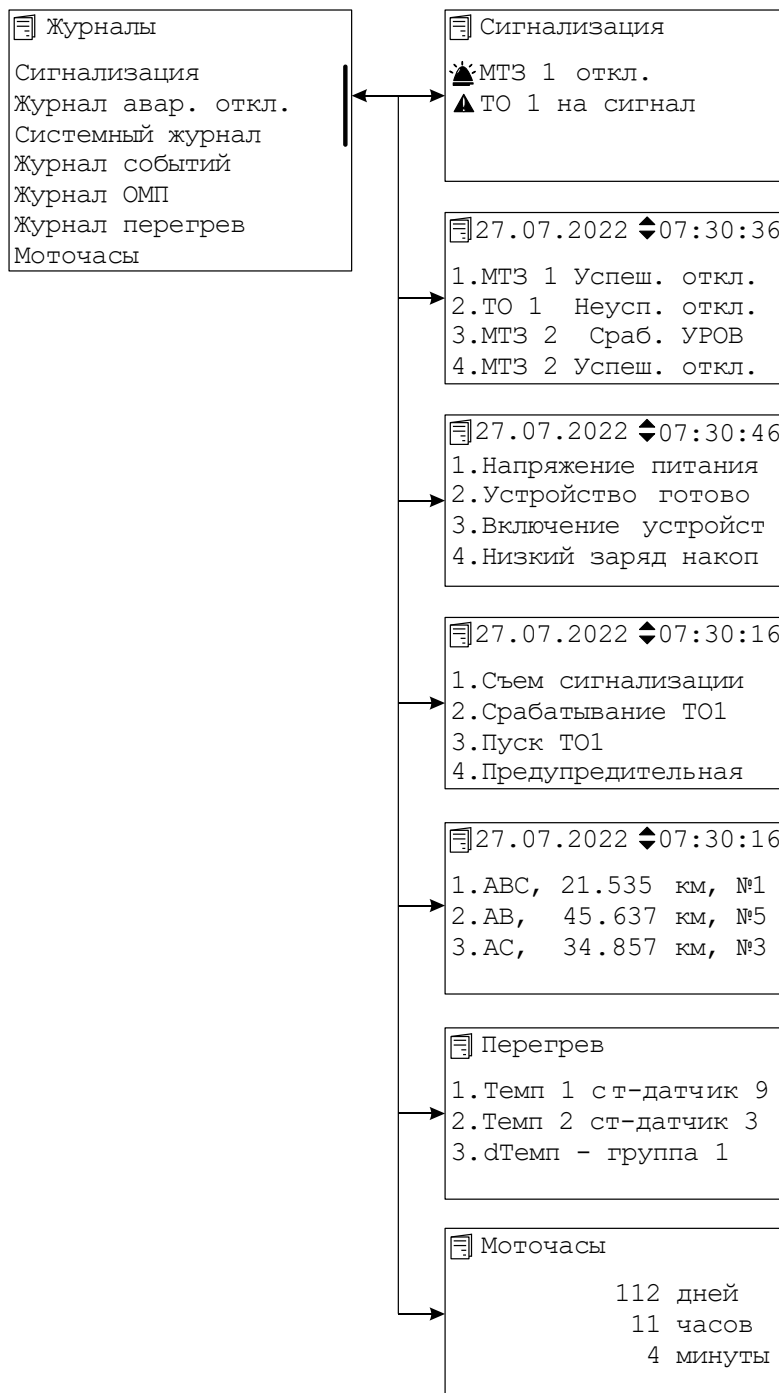 Журналы
Сигнализация
Журнал авар. откл.
Системный журнал
Журнал событий
Журнал ОМП
Журнал перегрев
Моточасы
Сигнализация
МТЗ 1 откл.
ТО 1 на сигнал
27.07.2022 07:30:36
1.МТЗ 1 Успеш. откл.
2.ТО 1 Неусп. откл.
3.МТЗ 2 Сраб. УРОВ
4.МТЗ 2 Успеш. откл.
27.07.2022 07:30:46
1.Напряжение питания
2.Устройство готово
3.Включение устройст
4.Низкий заряд накоп
27.07.2022 07:30:16
1.Съем сигнализации
2.Срабатывание ТО1
3.Пуск ТО1
4.Предупредительная
27.07.2022 07:30:16
1.АВС, 21.535 км, №1
2.АВ, 45.637 км, №5
3.АС, 34.857 км, №3
Перегрев
1.Темп 1 ст-датчик 9
2.Темп 2 ст-датчик 3
3.dТемп - группа 1
Моточасы
112 дней
11 часов
4 минуты